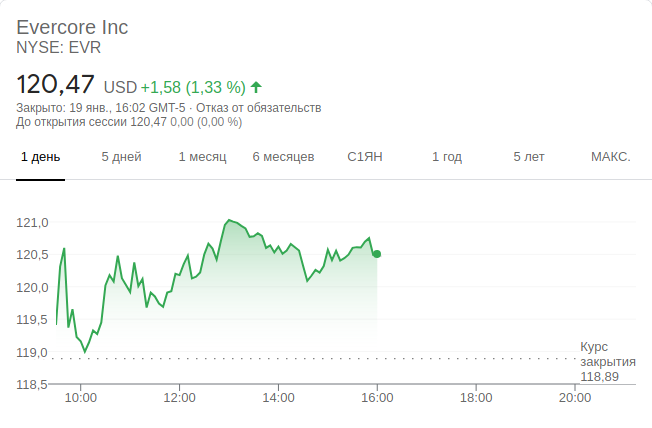 Evercore Inc
NYSE: EVR
120,47 USD +1,58 (1,33 %)
Закрыто: 19 янв., 16:02 GMT-5 · Отказ от обязательств
До открытия сессии 120,47 0,00 (0,00 %)
1 день 5 дней 1 месяц 6 месяцев С1ЯН 1 год 5 лет МАКС.
121,0
120,5
120,0
119,5
119,0
118,5
Курс
закрытия
118,89
10:00 12:00 14:00 16:00 18:00 20:00